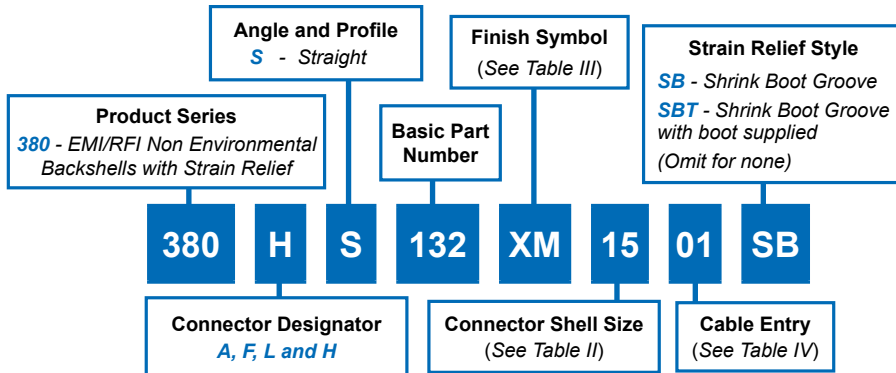 Angle and Profile
S - Straight
Finish Symbol
(See Table III)
Strain Relief Style
SB - Shrink Boot Groove
SBT - Shrink Boot Groove
with boot supplied
(Omit for none)
Product Series
380 - EMI/RFI Non Environmental
Backshells with Strain Relief
Basic Part
Number
380 H S 132 XM 15 01 SB
Connector Designator
A, F, L and H
Connector Shell Size
(See Table II)
Cable Entry
(See Table IV)